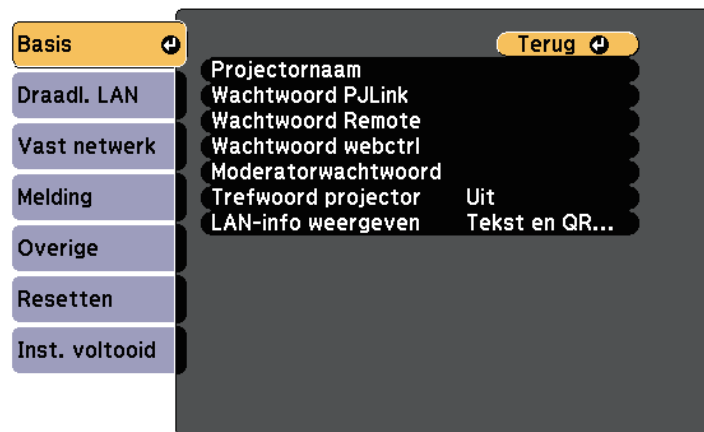 Basis
Draadl. LAN
Vast netwerk
Melding
Overige
Resetten
Inst. voltooid
Terug
Projectornaam
Wachtwoord PJLink
Wachtwoord Remote
Wachtwoord webctrl
Moderatorwachtwoord
Trefwoord projector Uit
LAN-info weergeven Tekst en QR...